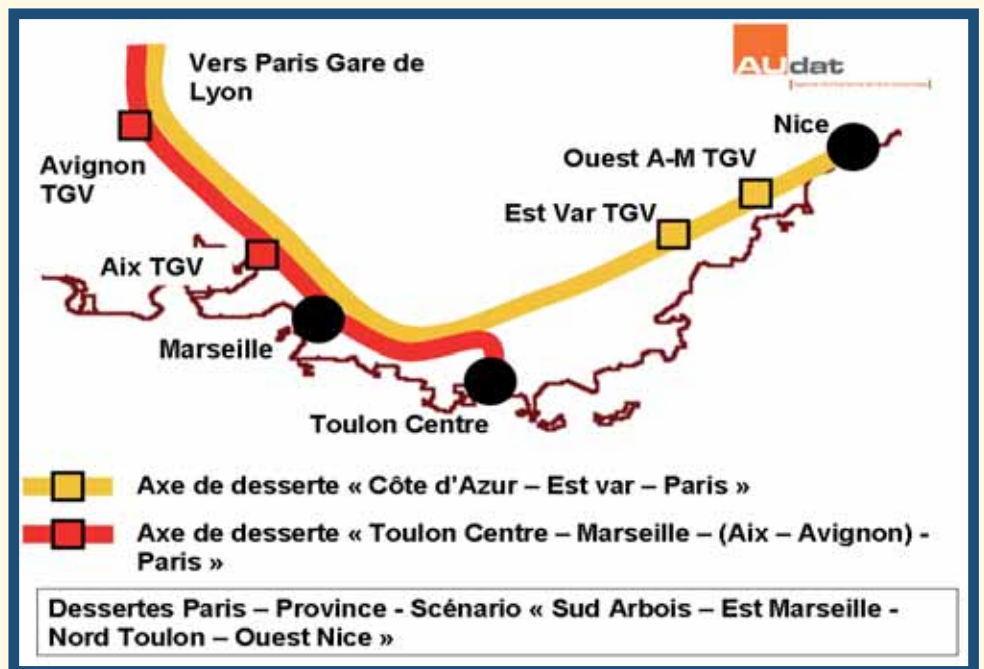 Vers Paris Gare de
Lyon
AUdat
Nice
Ouest A-M TGV
Avignon
TGV
Est Var TGV
Aix TGV
Marseille
Toulon Centre
Axe de desserte « Côte d'Azur – Est var – Paris »
Axe de desserte « Toulon Centre – Marseille – (Aix – Avignon) -
Paris »
Dessertes Paris – Province - Scénario « Sud Arbois – Est Marseille -
Nord Toulon – Ouest Nice »